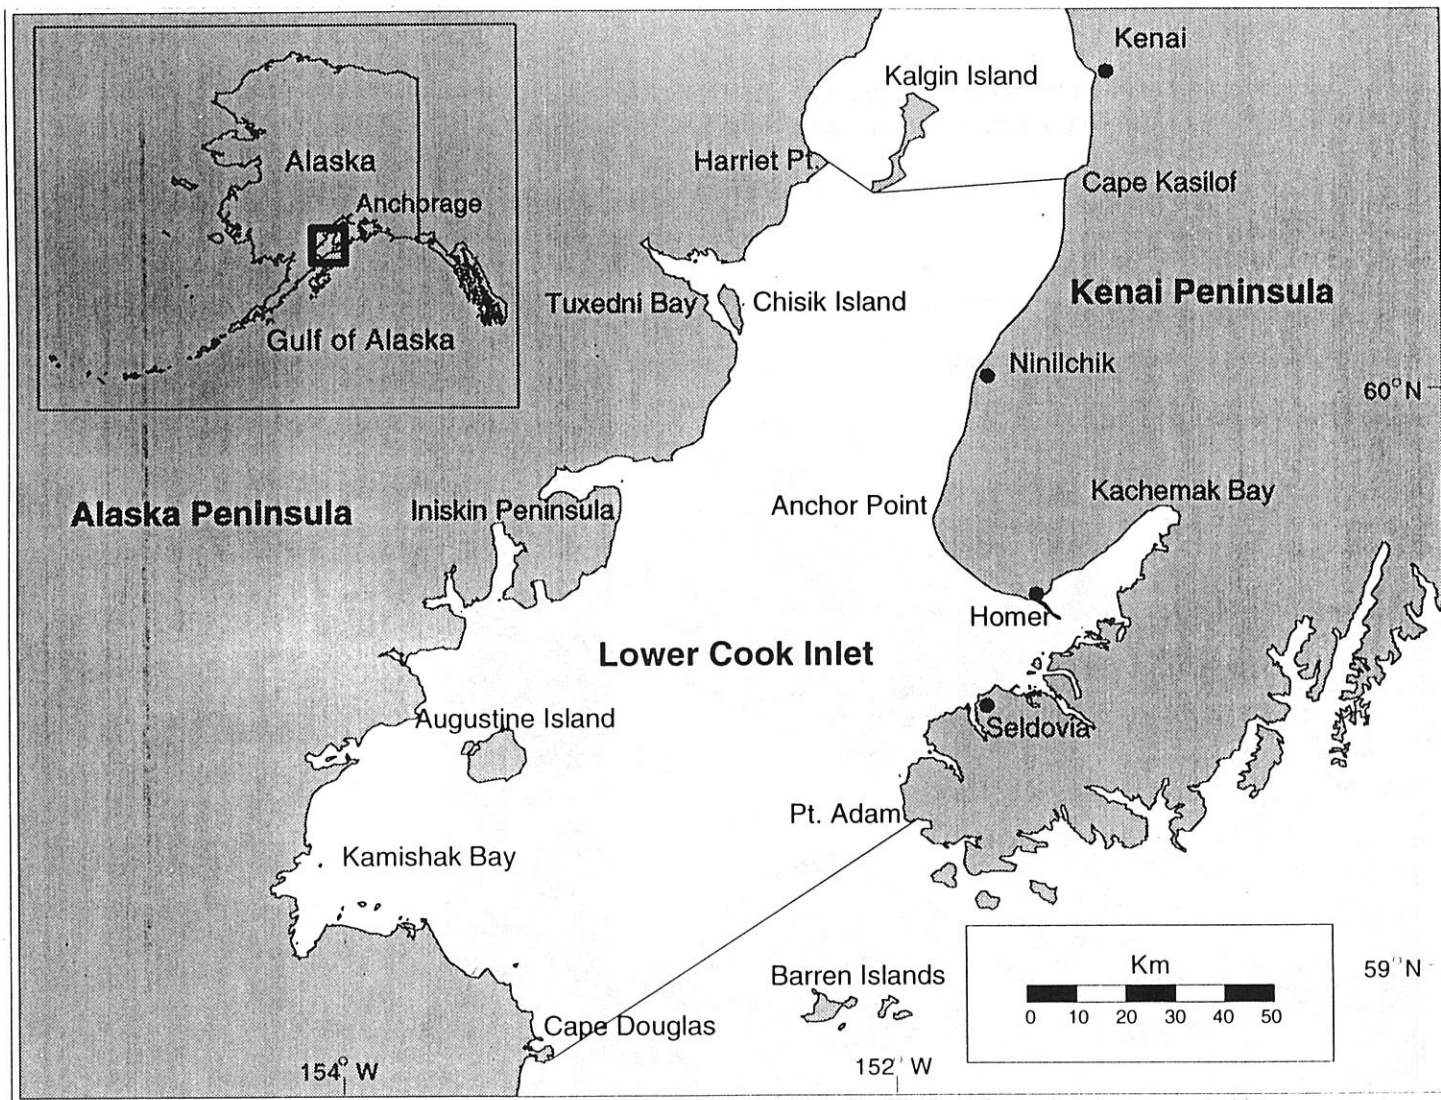 Kenai
Kalgin Island
Alaska
Harriet Pt.
Cape Kasilof
Anchorage
Tuxedni Bay
Chisik Island
Kenai Peninsula
Gulf of Alaska
Ninilchik
60°N
Alaska Peninsula
Iniskin Peninsula
Anchor Point
Kachemak Bay
Homer
Lower Cook Inlet
Augustine Island
Seldovia
Pt. Adam
Kamishak Bay
Barren Islands
Km
59°N
0 10 20 30 40 50
Cape Douglas
154° W
152° W